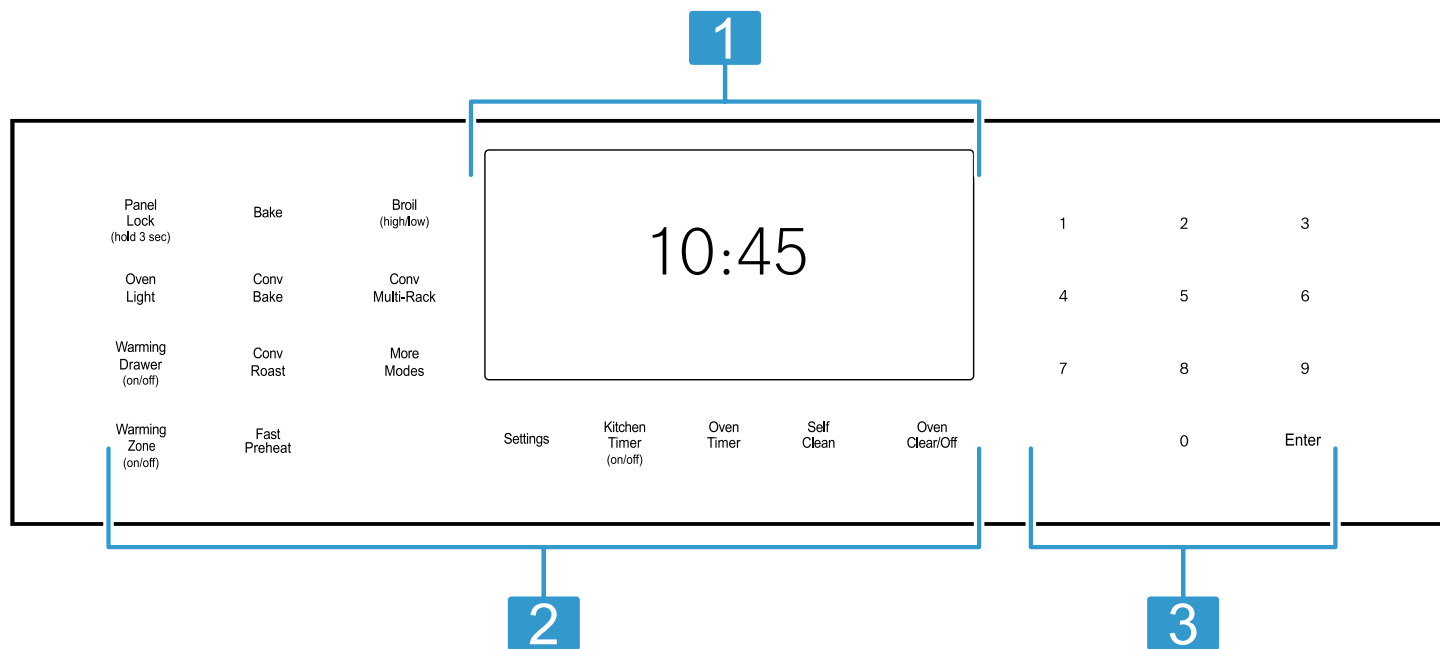 1
Panel
Lock
(hold 3 sec)
Bake
Broil
(high/low)
Oven
Light
Conv
Bake
Conv
Multi-Rack
Warming
Drawer
(on/off)
Conv
Roast
More
Modes
Warming
Zone
(on/off)
Fast
Preheat
10:45
Settings
Kitchen
Timer
(on/off)
Oven
Timer
Self
Clean
Oven
Clear/Off
1 2 3
4 5 6
7 8 9
0 Enter
2
3